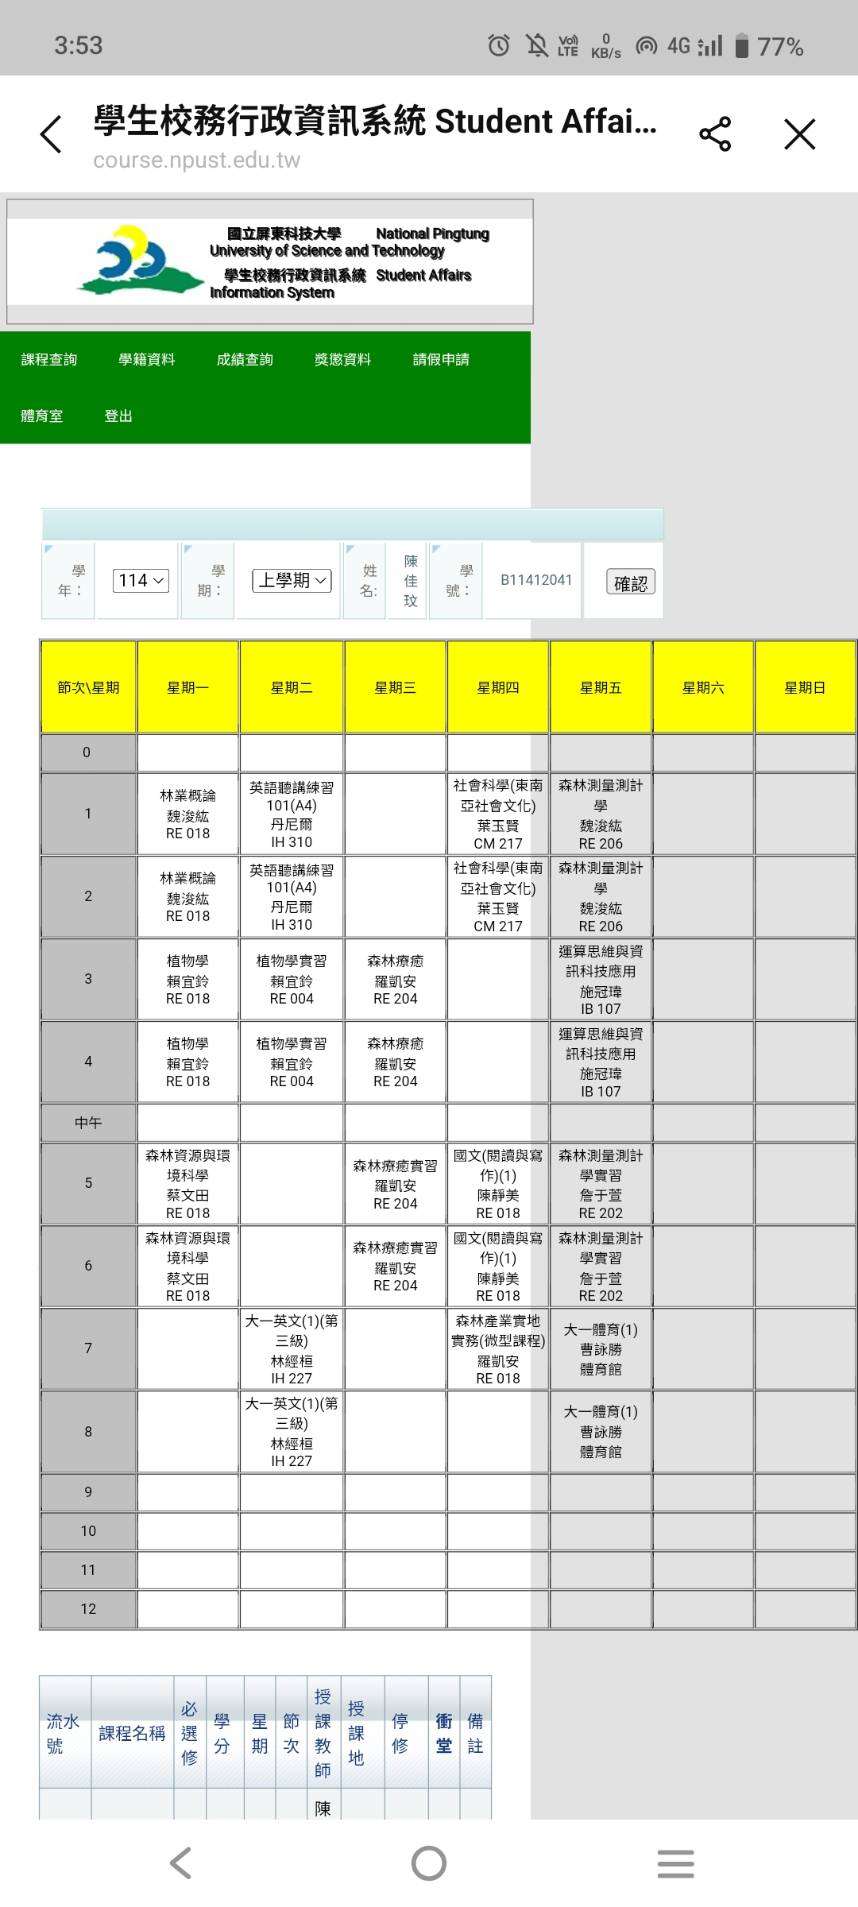 3:53
Vo)) LTE
0 KB/s
4G
77%
學生校務行政資訊系統 Student Affai...
course.npust.edu.tw
國立屏東科技大學 National Pingtung
University of Science and Technology
學生校務行政資訊系統 Student Affairs
Information System
課程查詢 學籍資料 成績查詢 獎懲資料 請假申請
體育室 登出
學年： 114 學期： 上學期 姓名: 陳佳玟 學號： B11412041 確認
節次\星期 星期一 星期二 星期三 星期四 星期五 星期六 星期日
0
1
林業概論
魏浚紘
RE 018
英語聽講練習
101(A4)
丹尼爾
IH 310
社會科學(東南
亞社會文化)
葉玉賢
CM 217
森林測量測計
學
魏浚紘
RE 206
2
林業概論
魏浚紘
RE 018
英語聽講練習
101(A4)
丹尼爾
IH 310
社會科學(東南
亞社會文化)
葉玉賢
CM 217
森林測量測計
學
魏浚紘
RE 206
3
植物學
賴宜鈴
RE 018
植物學實習
賴宜鈴
RE 004
森林療癒
羅凱安
RE 204
運算思維與資
訊科技應用
施冠瑋
IB 107
4
植物學
賴宜鈴
RE 018
植物學實習
賴宜鈴
RE 004
森林療癒
羅凱安
RE 204
運算思維與資
訊科技應用
施冠瑋
IB 107
中午
5
森林資源與環
境科學
蔡文田
RE 018
森林療癒實習
羅凱安
RE 204
國文(閱讀與寫
作)(1)
陳靜美
RE 018
森林測量測計
學實習
詹于萱
RE 202
6
森林資源與環
境科學
蔡文田
RE 018
森林療癒實習
羅凱安
RE 204
國文(閱讀與寫
作)(1)
陳靜美
RE 018
森林測量測計
學實習
詹于萱
RE 202
7
大一英文(1)(第
三級)
林經桓
IH 227
森林產業實地
實務(微型課程)
羅凱安
RE 018
大一體育(1)
曹詠勝
體育館
8
大一英文(1)(第
三級)
林經桓
IH 227
大一體育(1)
曹詠勝
體育館
9
10
11
12
流水號 課程名稱 必選修 學分 星期 節次 授課教師 授課地 停修 衝堂 備註
陳